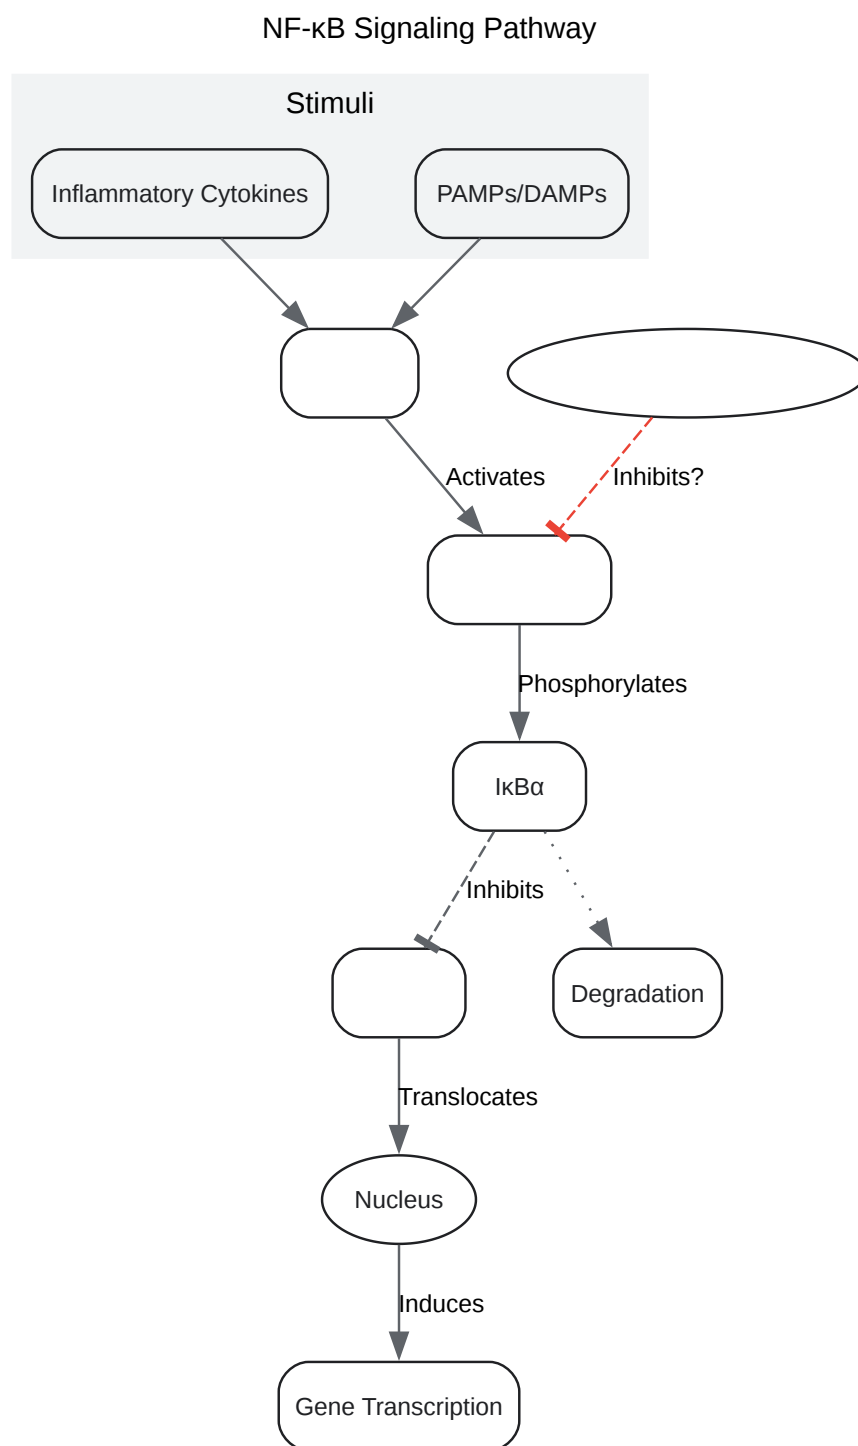 NF-κB Signaling Pathway
Stimuli
Inflammatory Cytokines
PAMPs/DAMPs
Activates
Inhibits?
Phosphorylates
IκBα
Inhibits
Degradation
Translocates
Nucleus
Induces
Gene Transcription